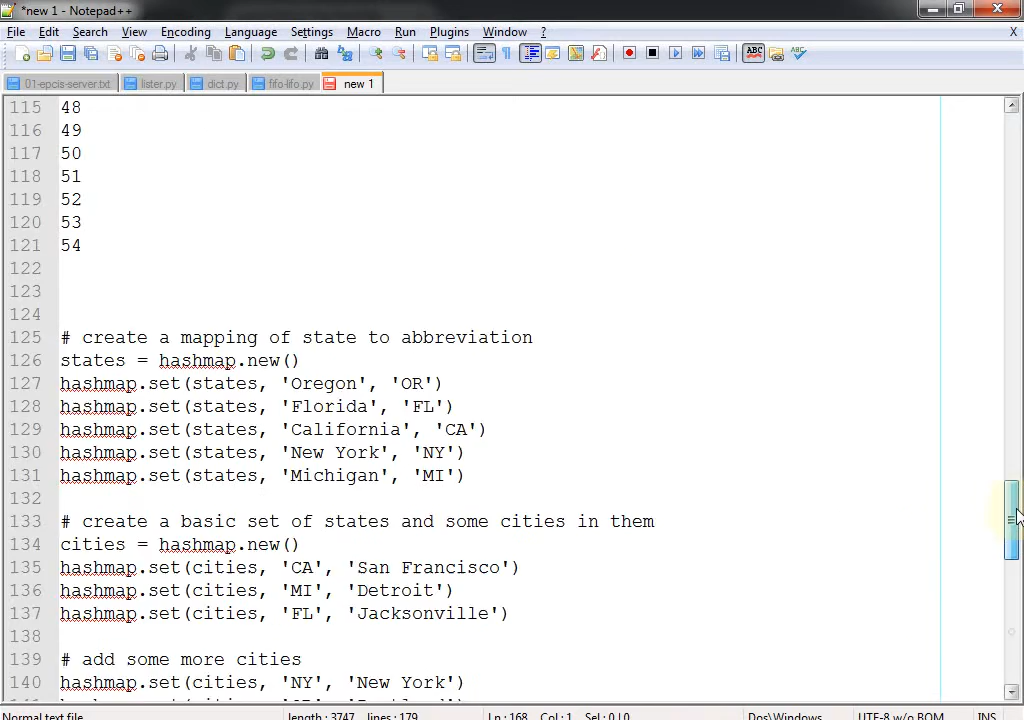 *new 1 - Notepad++
File Edit Search View Encoding Language Settings Macro Run Plugins Window ? X
01-epcis-server.txt lister.py dict.py fifo-lifo.py new 1
115 48
116 49
117 50
118 51
119 52
120 53
121 54
122
123
124
125 # create a mapping of state to abbreviation
126 states = hashmap.new()
127 hashmap.set(states, 'Oregon', 'OR')
128 hashmap.set(states, 'Florida', 'FL')
129 hashmap.set(states, 'California', 'CA')
130 hashmap.set(states, 'New York', 'NY')
131 hashmap.set(states, 'Michigan', 'MI')
132
133 # create a basic set of states and some cities in them
134 cities = hashmap.new()
135 hashmap.set(cities, 'CA', 'San Francisco')
136 hashmap.set(cities, 'MI', 'Detroit')
137 hashmap.set(cities, 'FL', 'Jacksonville')
138
139 # add some more cities
140 hashmap.set(cities, 'NY', 'New York')
Normal text file length : 3747 lines : 179 Ln : 168 Col : 1 Sel : 0 | 0 Dos\Windows UTF-8 w/o BOM INS